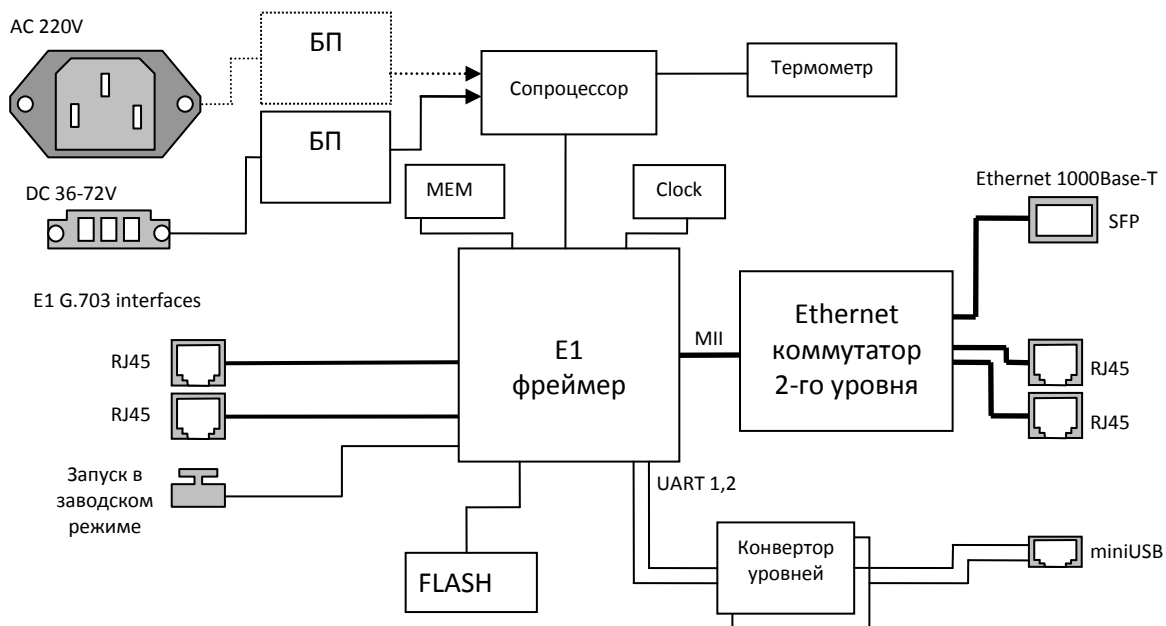 AC 220V
БП
Сопроцессор
Термометр
БП
DC 36-72V
MEM
Clock
Ethernet 1000Base-T
SFP
E1 G.703 interfaces
RJ45
RJ45
E1
фреймер
MII
Ethernet
коммутатор
2-го уровня
RJ45
RJ45
Запуск в
заводском
режиме
UART 1,2
FLASH
Конвертор
уровней
miniUSB